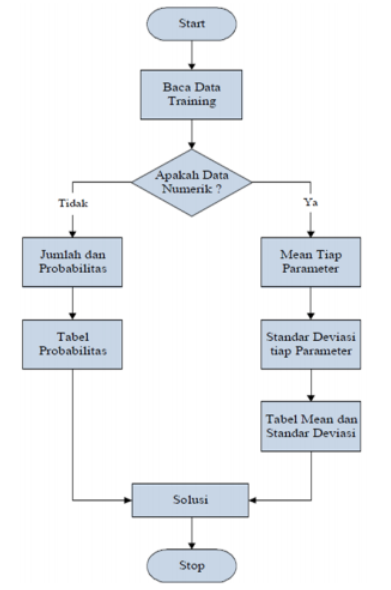 Start
Baca Data
Training
Apakah Data
Numerik ?
Tidak
Ya
Jumlah dan
Probabilitas
Mean Tiap
Parameter
Tabel
Probabilitas
Standar Deviasi
tiap Parameter
Tabel Mean dan
Standar Deviasi
Solusi
Stop